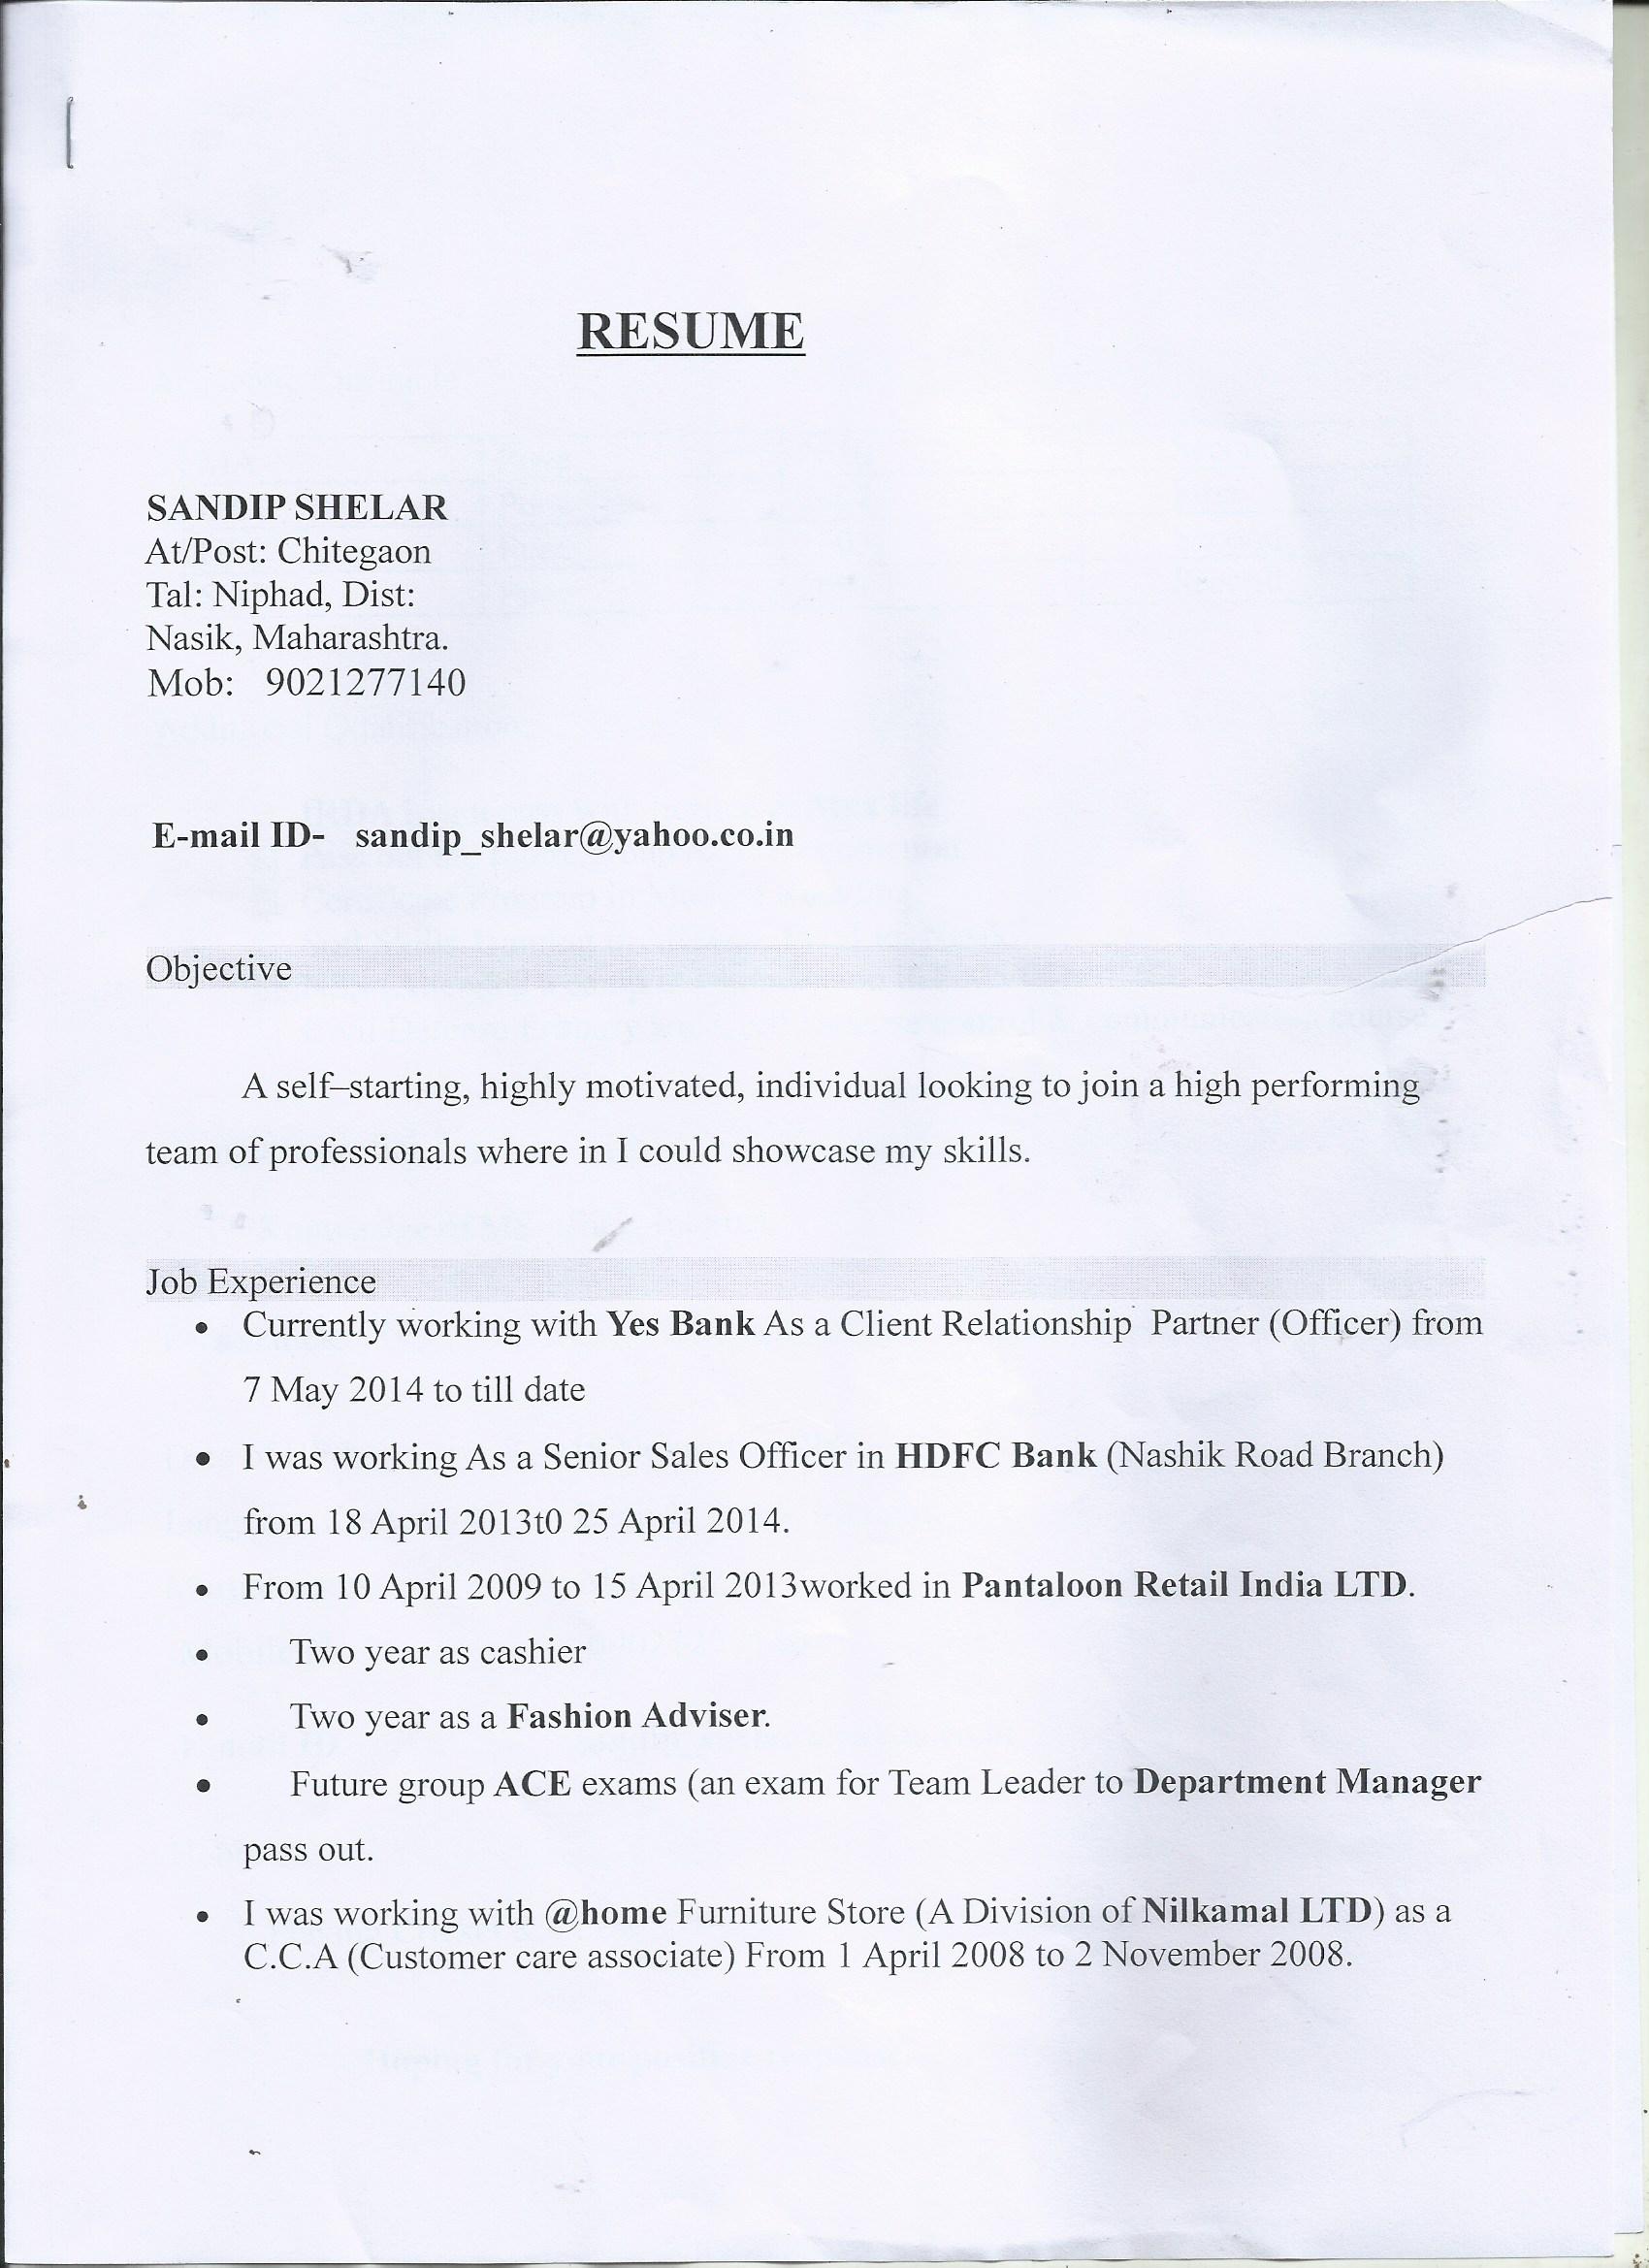 RESUME
SANDIP SHELAR
At/Post: Chitegaon
Tal: Niphad, Dist:
Nasik, Maharashtra.
Mob: 9021277140
E-mail ID- sandip_shelar@yahoo.co.in
Objective
A self–starting, highly motivated, individual looking to join a high performing
team of professionals where in I could showcase my skills.
Job Experience
• Currently working with Yes Bank As a Client Relationship Partner (Officer) from
7 May 2014 to till date
• I was working As a Senior Sales Officer in HDFC Bank (Nashik Road Branch)
from 18 April 2013t0 25 April 2014.
• From 10 April 2009 to 15 April 2013worked in Pantaloon Retail India LTD.
• Two year as cashier
• Two year as a Fashion Adviser.
• Future group ACE exams (an exam for Team Leader to Department Manager
pass out.
• I was working with @home Furniture Store (A Division of Nilkamal LTD) as a
C.C.A (Customer care associate) From 1 April 2008 to 2 November 2008.